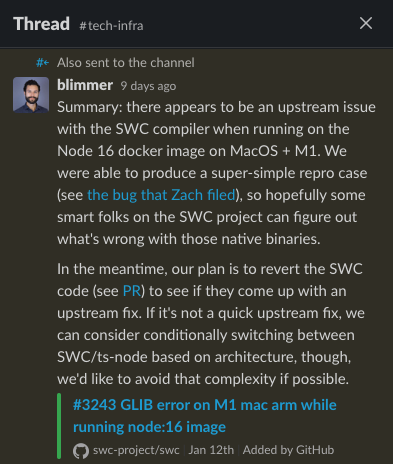 Thread #tech-infra
Also sent to the channel
blimmer 9 days ago
Summary: there appears to be an upstream issue
with the SWC compiler when running on the
Node 16 docker image on MacOS + M1. We
were able to produce a super-simple repro case
(see the bug that Zach filed), so hopefully some
smart folks on the SWC project can figure out
what's wrong with those native binaries.
In the meantime, our plan is to revert the SWC
code (see PR) to see if they come up with an
upstream fix. If it's not a quick upstream fix, we
can consider conditionally switching between
SWC/ts-node based on architecture, though,
we'd like to avoid that complexity if possible.
#3243 GLIB error on M1 mac arm while
running node:16 image
swc-project/swc Jan 12th Added by GitHub